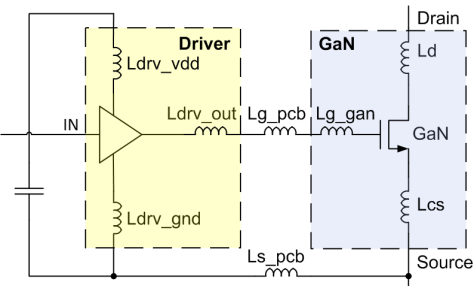 Driver
GaN
Drain
Ldrv_vdd
Ld
IN
Ldrv_out
Lg_pcb
Lg_gan
GaN
Ldrv_gnd
Lcs
Ls_pcb
Source